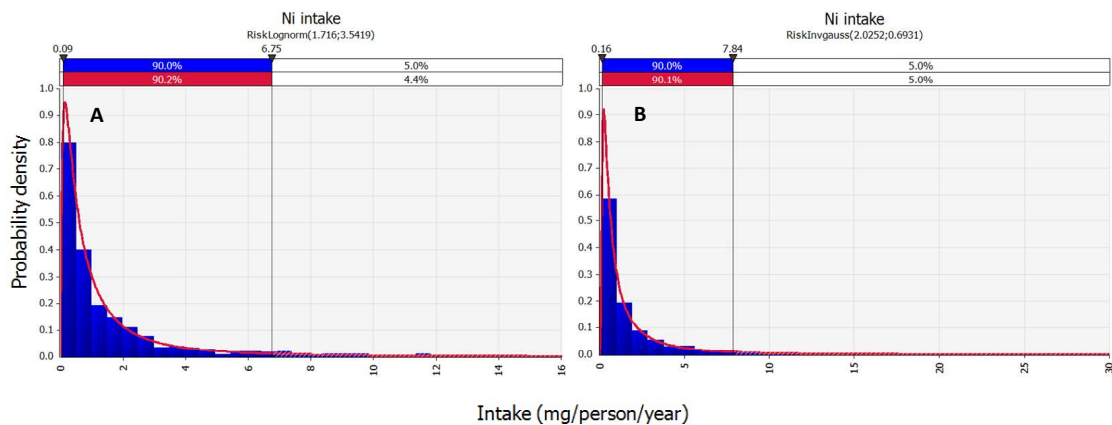 Ni intake
RiskLognorm(1.716;3.5419)
0.09 6.75
90.0% 5.0%
90.2% 4.4%
A
1.0
0.9
0.8
0.7
0.6
0.5
0.4
0.3
0.2
0.1
0.0
0 2 4 6 8 10 12 14 16
Probability density
Ni intake
RiskInvgauss(2.0252;0.6931)
0.16 7.84
90.0% 5.0%
90.1% 5.0%
B
1.0
0.9
0.8
0.7
0.6
0.5
0.4
0.3
0.2
0.1
0.0
0 5 10 15 20 25 30
Intake (mg/person/year)